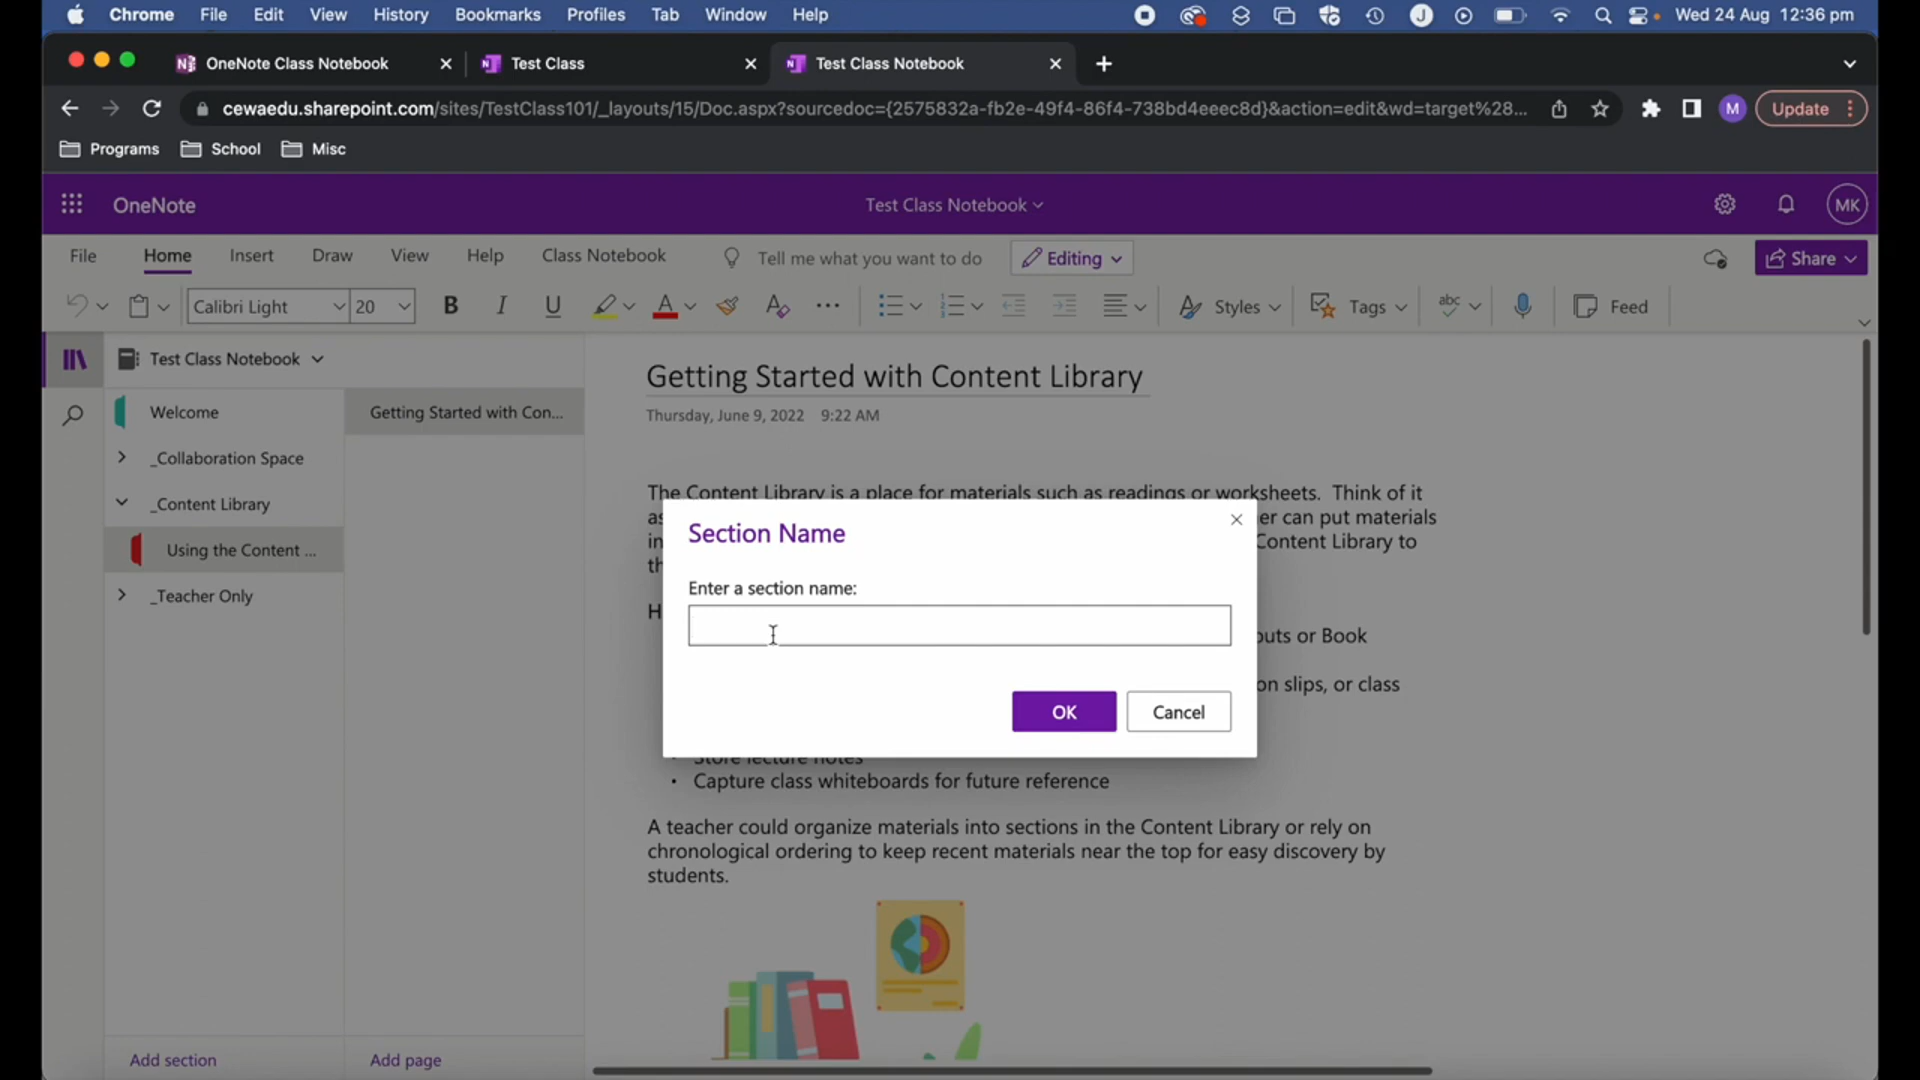 Chrome File Edit View History Bookmarks Profiles Tab Window Help J Wed 24 Aug 12:36 pm
OneNote Class Notebook Test Class Test Class Notebook
cewaedu.sharepoint.com/sites/TestClass101/_layouts/15/Doc.aspx?sourcedoc={2575832a-fb2e-49f4-86f4-738bd4eeec8d}&action=edit&wd=target%28... M Update
Programs School Misc
OneNote Test Class Notebook MK
File Home Insert Draw View Help Class Notebook Tell me what you want to do Editing Share
Calibri Light 20 B I U A A ... Styles Tags abc Feed
Test Class Notebook
Getting Started with Content Library
Welcome Getting Started with Con...
Thursday, June 9, 2022 9:22 AM
_Collaboration Space
_Content Library
Using the Content ...
_Teacher Only
The Content Library is a place for materials such as readings or worksheets. Think of it
er can put materials
Content Library to
Section Name
Enter a section name:
outs or Book
on slips, or class
OK Cancel
Store lecture notes
• Capture class whiteboards for future reference
A teacher could organize materials into sections in the Content Library or rely on
chronological ordering to keep recent materials near the top for easy discovery by
students.
Add section Add page